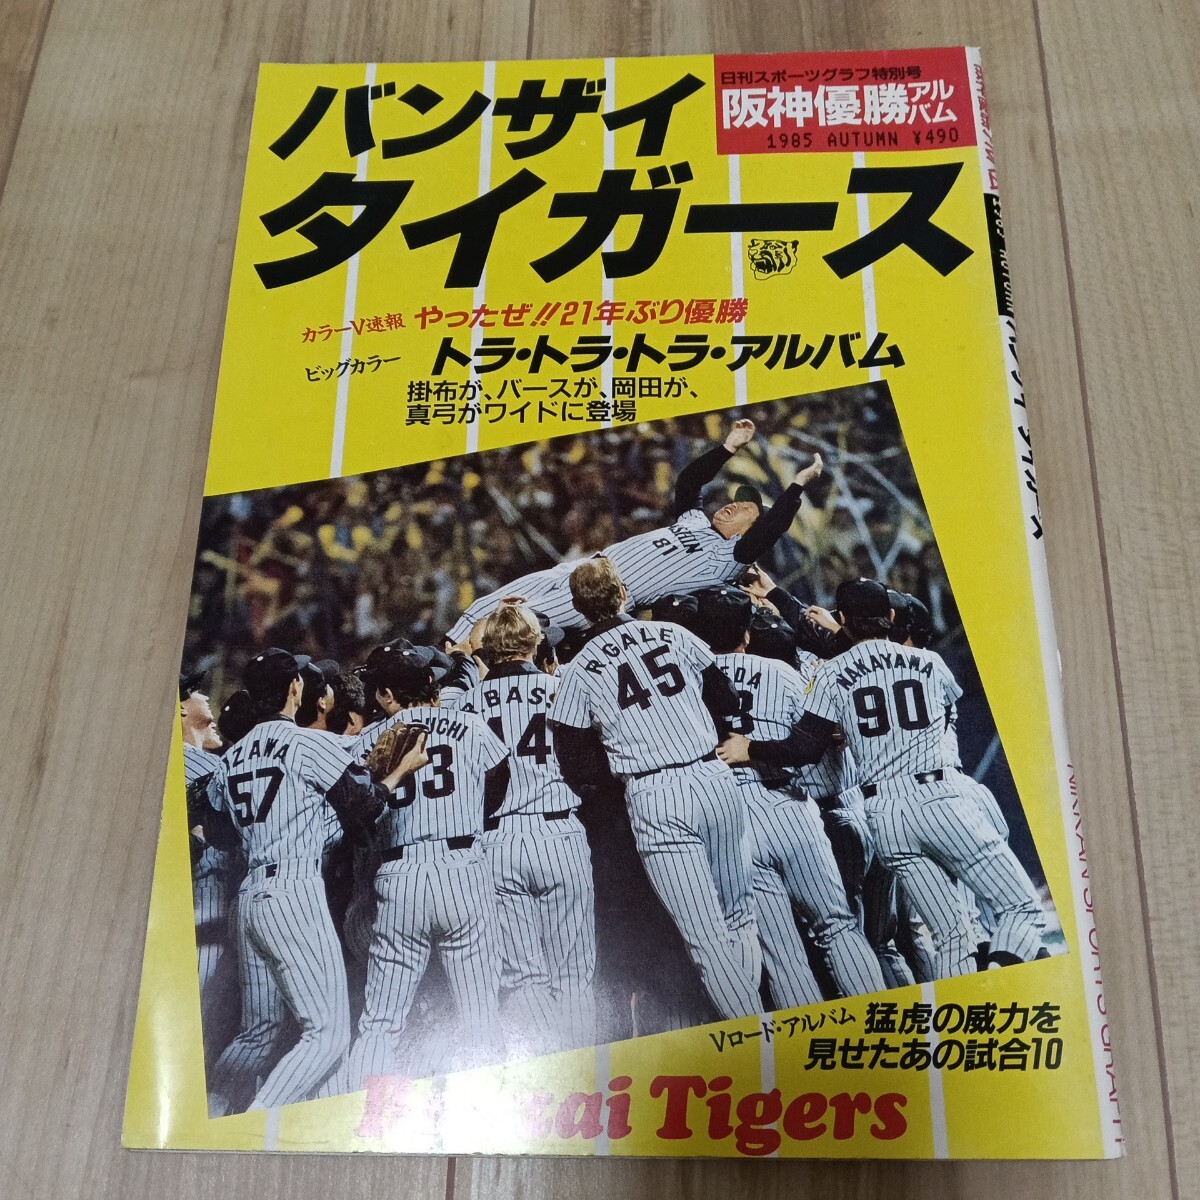 日刊スポーツグラフ特別号
阪神優勝アルバム
1985 AUTUMN ¥490
バンザイ
タイガース
カラーV速報 やったぜ!!21年ぶり優勝
ビッグカラー トラ・トラ・トラ・アルバム
掛布が、バースが、岡田が、
真弓がワイドに登場
81
R.GALE
45
NAKAYAMA
90
BASS
57
Vロード・アルバム 猛虎の威力を
見せたあの試合10
Tigers
NIKKAN SPORTS GRAPH